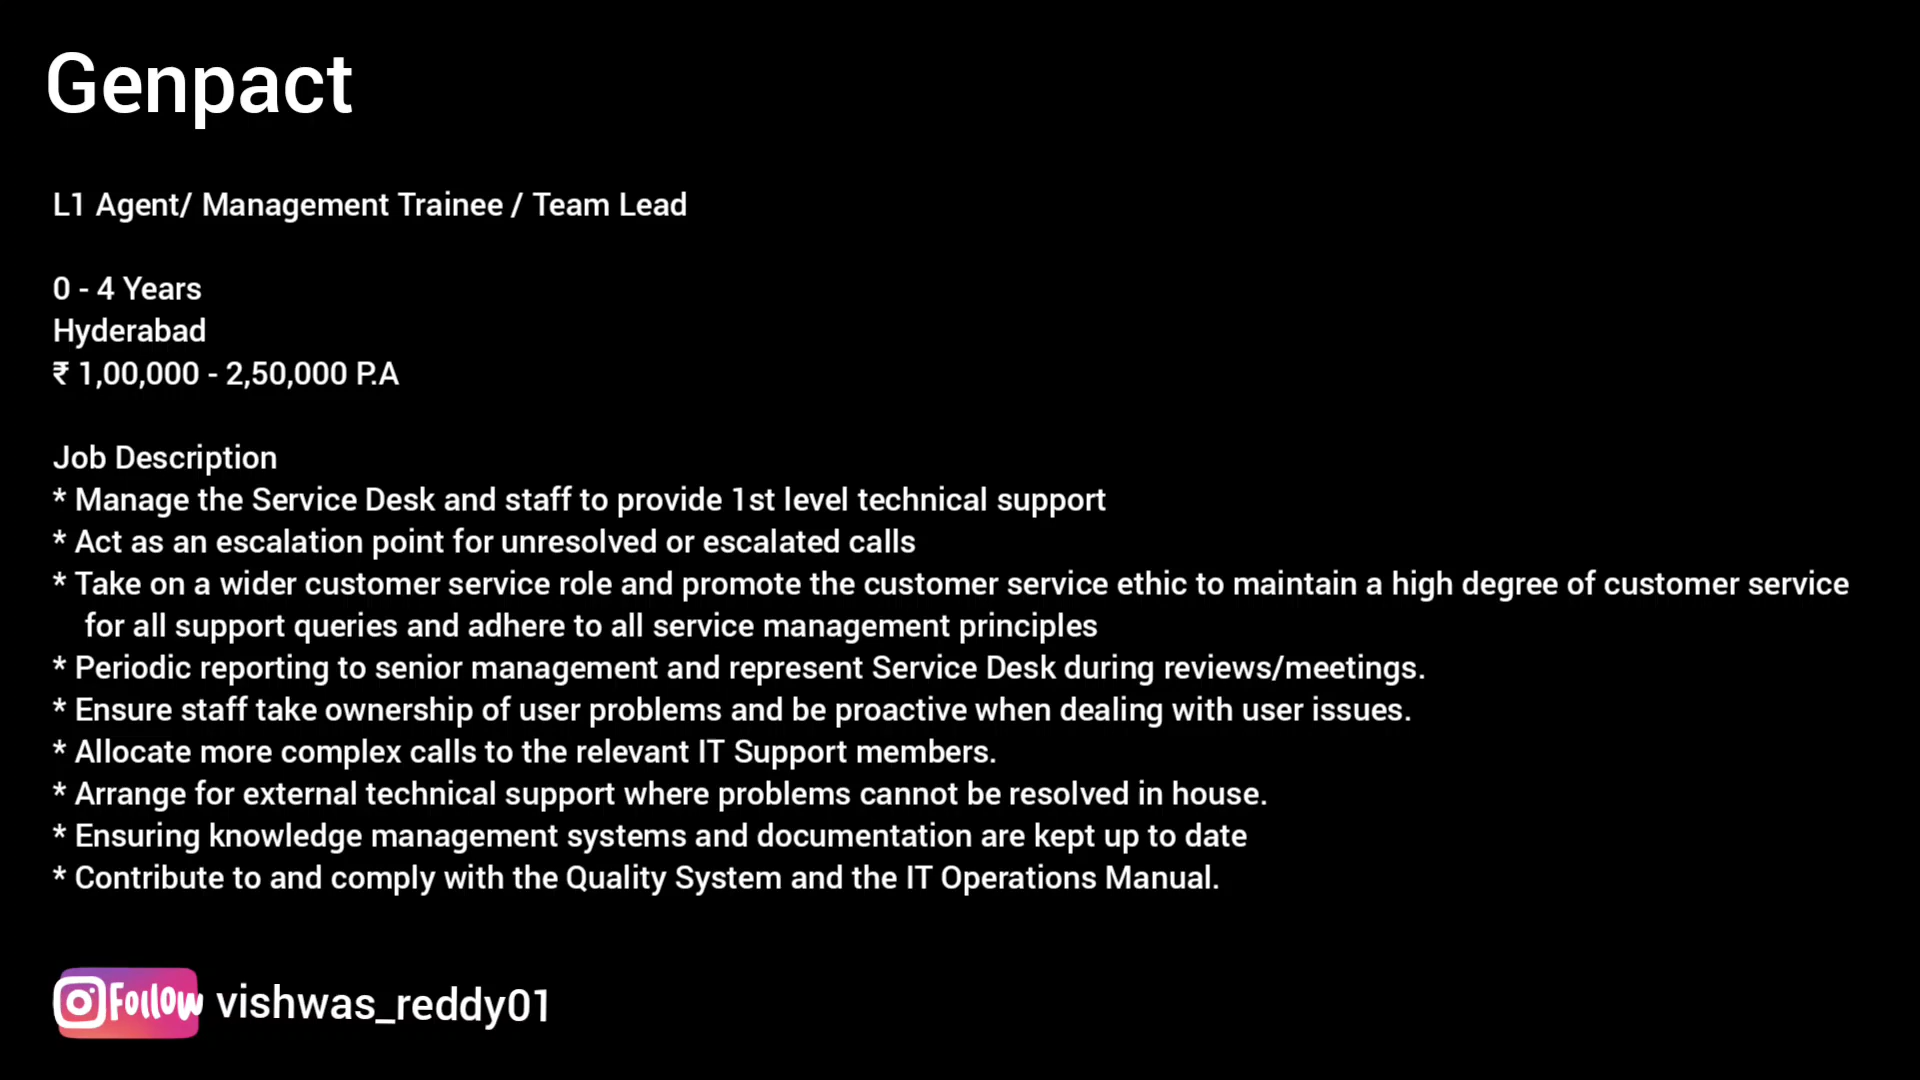 Genpact
L1 Agent/ Management Trainee / Team Lead
0 - 4 Years
Hyderabad
₹ 1,00,000 - 2,50,000 P.A
Job Description
* Manage the Service Desk and staff to provide 1st level technical support
* Act as an escalation point for unresolved or escalated calls
* Take on a wider customer service role and promote the customer service ethic to maintain a high degree of customer service
for all support queries and adhere to all service management principles
* Periodic reporting to senior management and represent Service Desk during reviews/meetings.
* Ensure staff take ownership of user problems and be proactive when dealing with user issues.
* Allocate more complex calls to the relevant IT Support members.
* Arrange for external technical support where problems cannot be resolved in house.
* Ensuring knowledge management systems and documentation are kept up to date
* Contribute to and comply with the Quality System and the IT Operations Manual.
Follow vishwas_reddy01